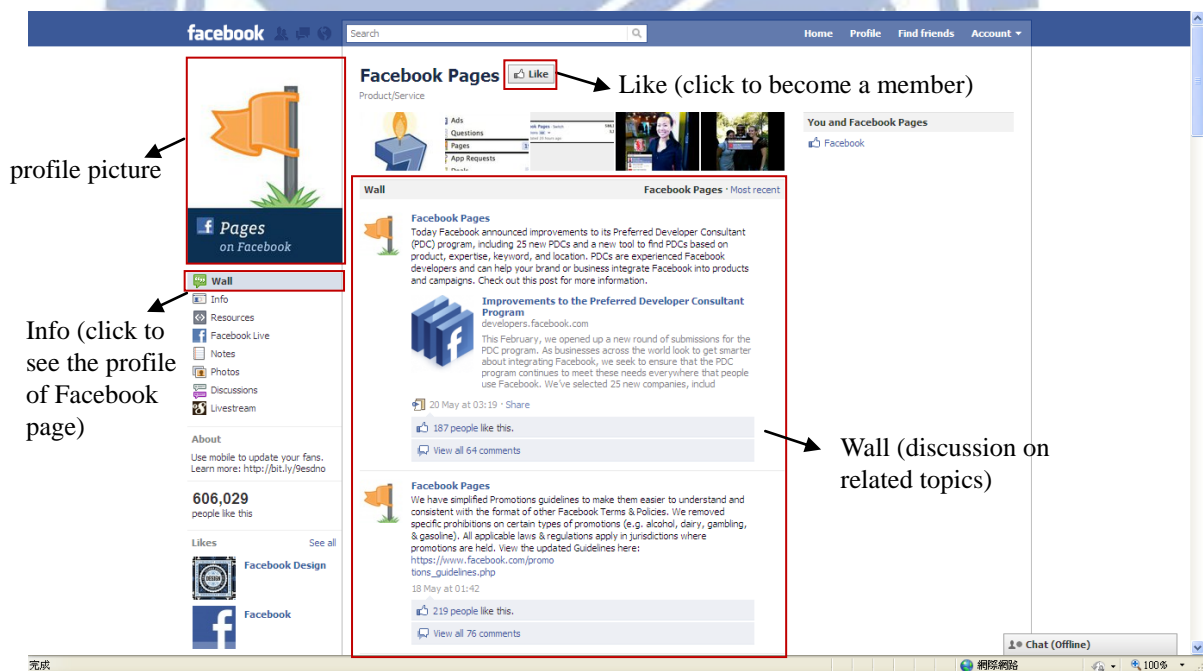 facebook
Search
Home Profile Find friends Account
Facebook Pages Like
Product/Service
Like (click to become a member)
profile picture
Pages
on Facebook
Ads
Questions
Pages
App Requests
You and Facebook Pages
Facebook
Wall
Info
Resources
Facebook Live
Notes
Photos
Discussions
Livestream
Info (click to
see the profile
of Facebook
page)
About
Use mobile to update your fans.
Learn more: http://bit.ly/9esdno
606,029
people like this
Likes See all
Facebook Design
Facebook
Wall Facebook Pages · Most recent
Facebook Pages
Today Facebook announced improvements to its Preferred Developer Consultant
(PDC) program, including 25 new PDCs and a new tool to find PDCs based on
product, expertise, keyword, and location. PDCs are experienced Facebook
developers and can help your brand or business integrate Facebook into products
and campaigns. Check out this post for more information.
Improvements to the Preferred Developer Consultant
Program
developers.facebook.com
This February, we opened up a new round of submissions for the
PDC program. As businesses across the world look to get smarter
about integrating Facebook, we seek to ensure that the PDC
program continues to meet these needs everywhere that people
use Facebook. We've selected 25 new companies, includ
20 May at 03:19 · Share
187 people like this.
View all 64 comments
Wall (discussion on
related topics)
Facebook Pages
We have simplified Promotions guidelines to make them easier to understand and
consistent with the format of other Facebook Terms & Policies. We removed
specific prohibitions on certain types of promotions (e.g. alcohol, dairy, gambling,
& gasoline). All applicable laws & regulations apply in jurisdictions where
promotions are held. View the updated Guidelines here:
https://www.facebook.com/promo
tions_guidelines.php
18 May at 01:42
219 people like this.
View all 76 comments
Chat (Offline)
完成
網際網路
100%